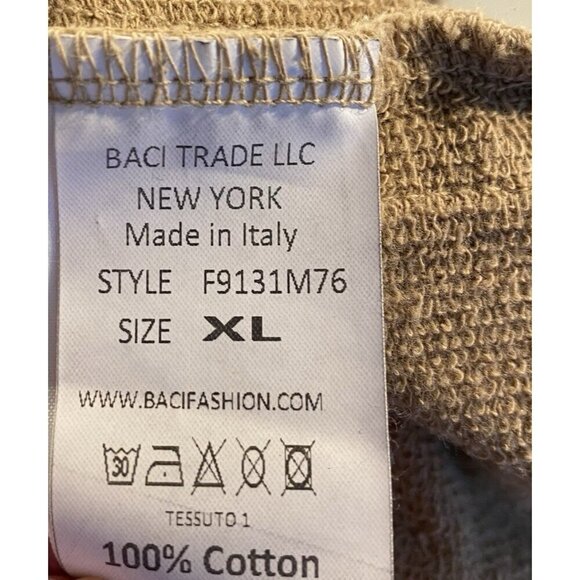 BACI TRADE LLC
NEW YORK
Made in Italy
STYLE F9131M76
SIZE XL
WWW.BACIFASHION.COM
30
TESSUTO 1
100% Cotton